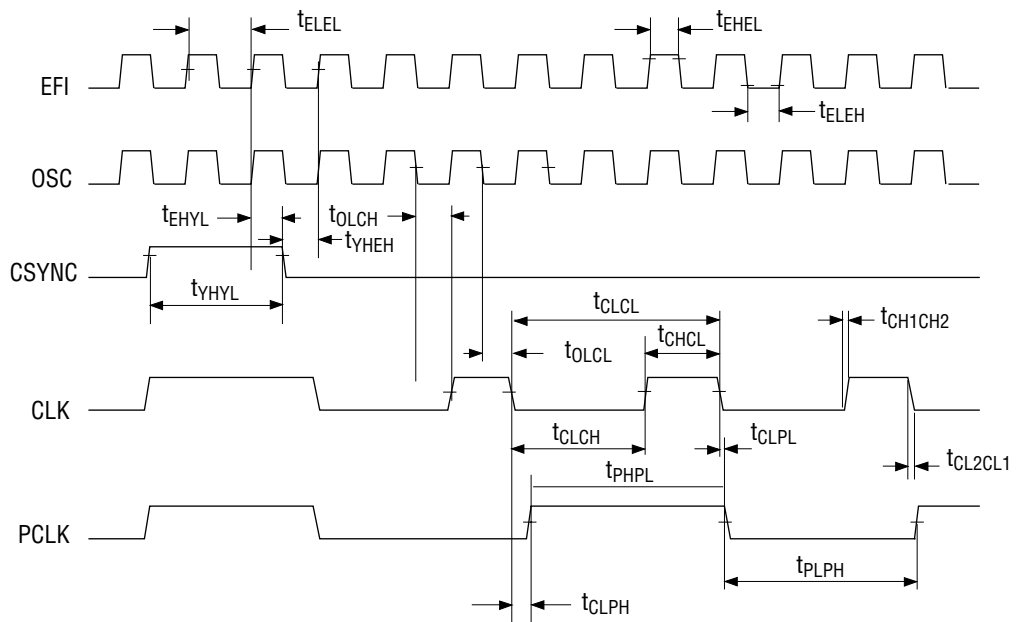 tELEL
tEHEL
EFI
tELEH
OSC
tEHYL
tOLCH
tYHEH
CSYNC
tYHYL
tCLCL
tCH1CH2
tCHCL
tOLCL
CLK
tCLCH
tCLPL
tCL2CL1
tPHPL
PCLK
tPLPH
tCLPH